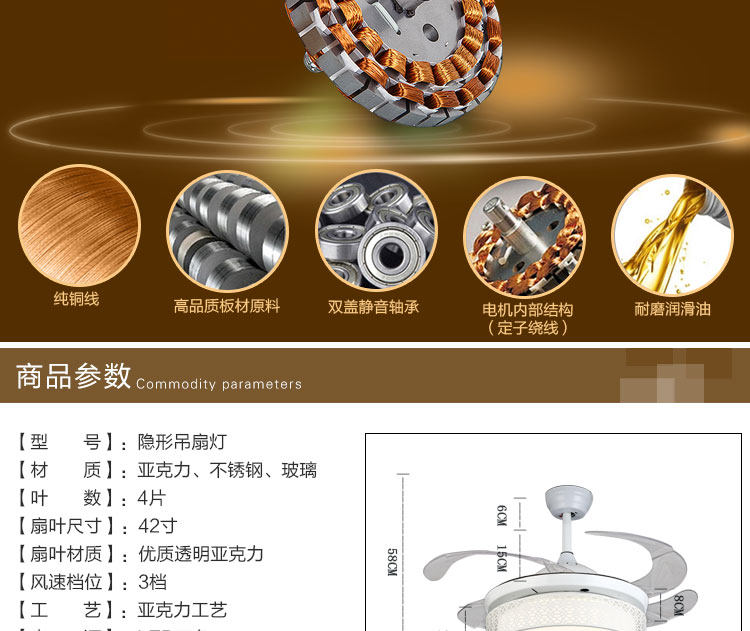 纯铜线
高品质板材原料
双盖静音轴承
电机内部结构
（定子绕线）
耐磨润滑油
商品参数 Commodity parameters
【型　　号】：隐形吊扇灯
【材　　质】：亚克力、不锈钢、玻璃
【叶　　数】：4片
【扇叶尺寸】：42寸
【扇叶材质】：优质透明亚克力
【风速档位】：3档
【工　　艺】：亚克力工艺
6CM
15CM
58CM
8CM